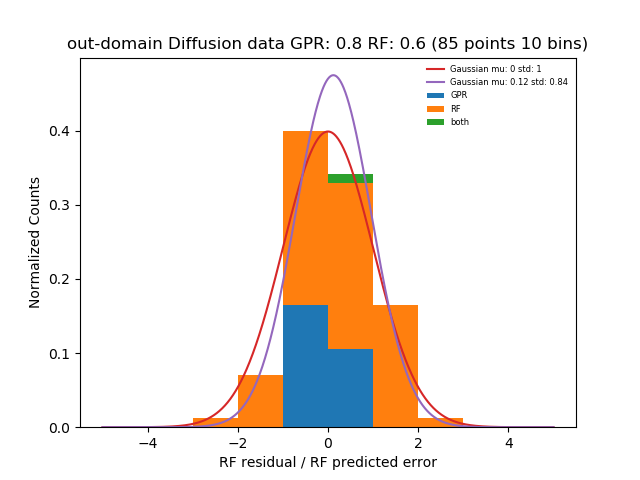 out-domain Diffusion data GPR: 0.8 RF: 0.6 (85 points 10 bins)
Gaussian mu: 0 std: 1
Gaussian mu: 0.12 std: 0.84
GPR
RF
both
Normalized Counts
0.4
0.3
0.2
0.1
0.0
−4 −2 0 2 4
RF residual / RF predicted error